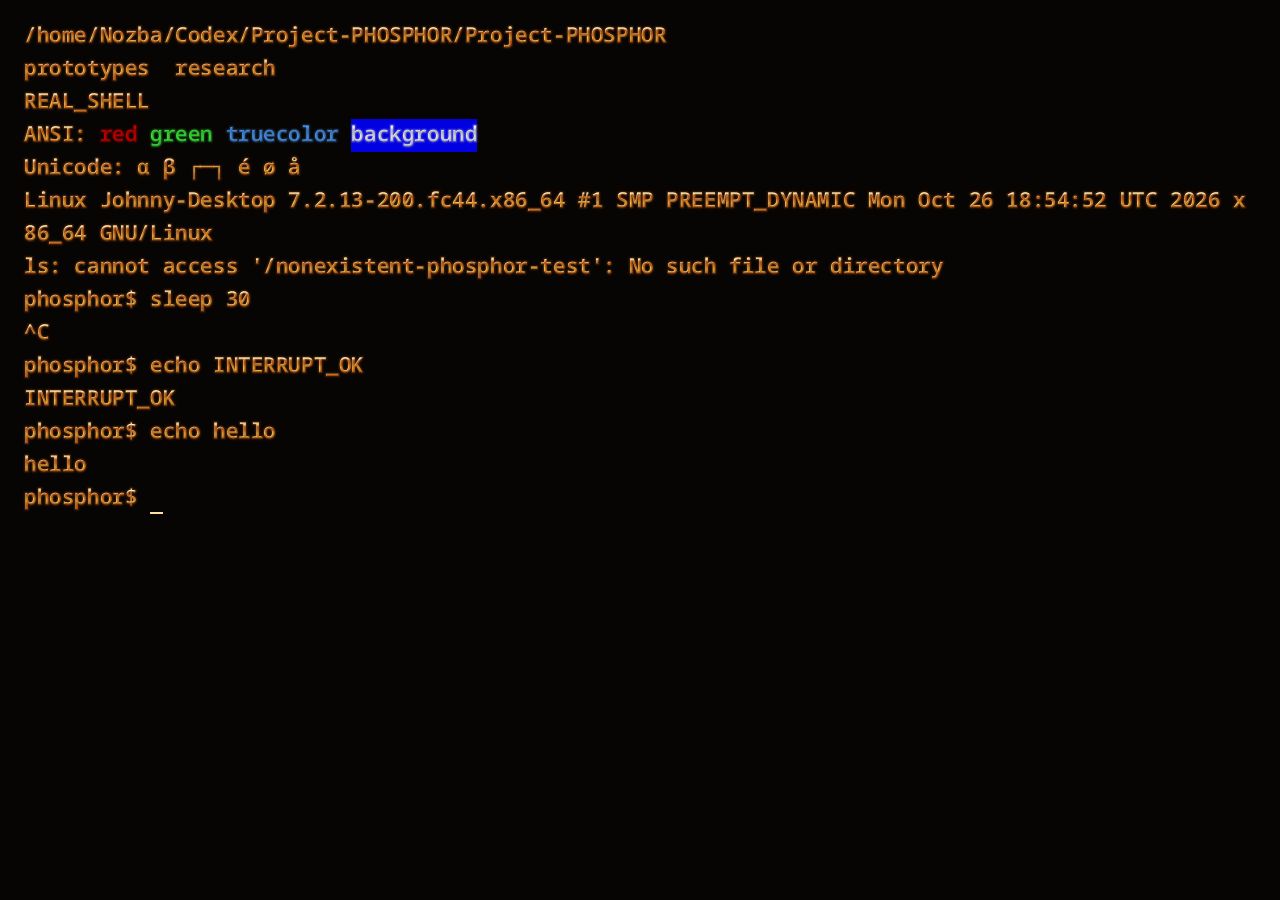 /home/Nozba/Codex/Project-PHOSPHOR/Project-PHOSPHOR
prototypes  research
REAL_SHELL
ANSI: red green truecolor background
Unicode: α β ┌─┐ é ø å
Linux Johnny-Desktop 7.2.13-200.fc44.x86_64 #1 SMP PREEMPT_DYNAMIC Mon Oct 26 18:54:52 UTC 2026 x
86_64 GNU/Linux
ls: cannot access '/nonexistent-phosphor-test': No such file or directory
phosphor$ sleep 30
^C
phosphor$ echo INTERRUPT_OK
INTERRUPT_OK
phosphor$ echo hello
hello
phosphor$ _